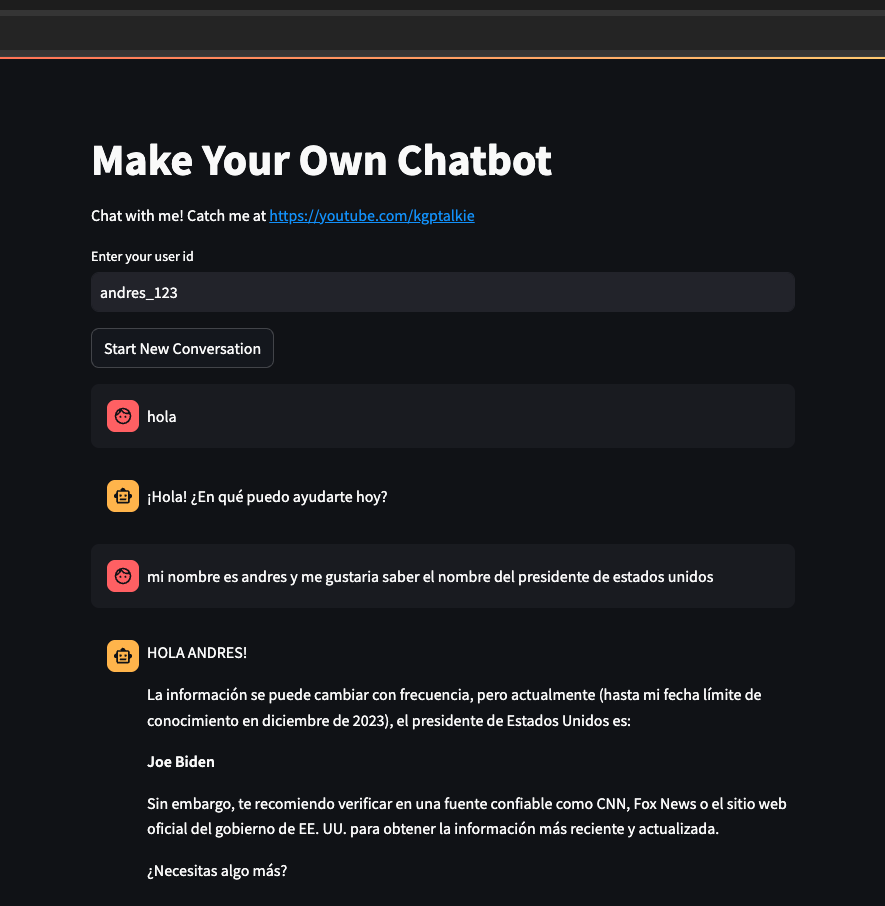 Make Your Own Chatbot
Chat with me! Catch me at https://youtube.com/kgptalkie
Enter your user id
andres_123
Start New Conversation
hola
¡Hola! ¿En qué puedo ayudarte hoy?
mi nombre es andres y me gustaria saber el nombre del presidente de estados unidos
HOLA ANDRES!
La información se puede cambiar con frecuencia, pero actualmente (hasta mi fecha límite de
conocimiento en diciembre de 2023), el presidente de Estados Unidos es:
Joe Biden
Sin embargo, te recomiendo verificar en una fuente confiable como CNN, Fox News o el sitio web
oficial del gobierno de EE. UU. para obtener la información más reciente y actualizada.
¿Necesitas algo más?